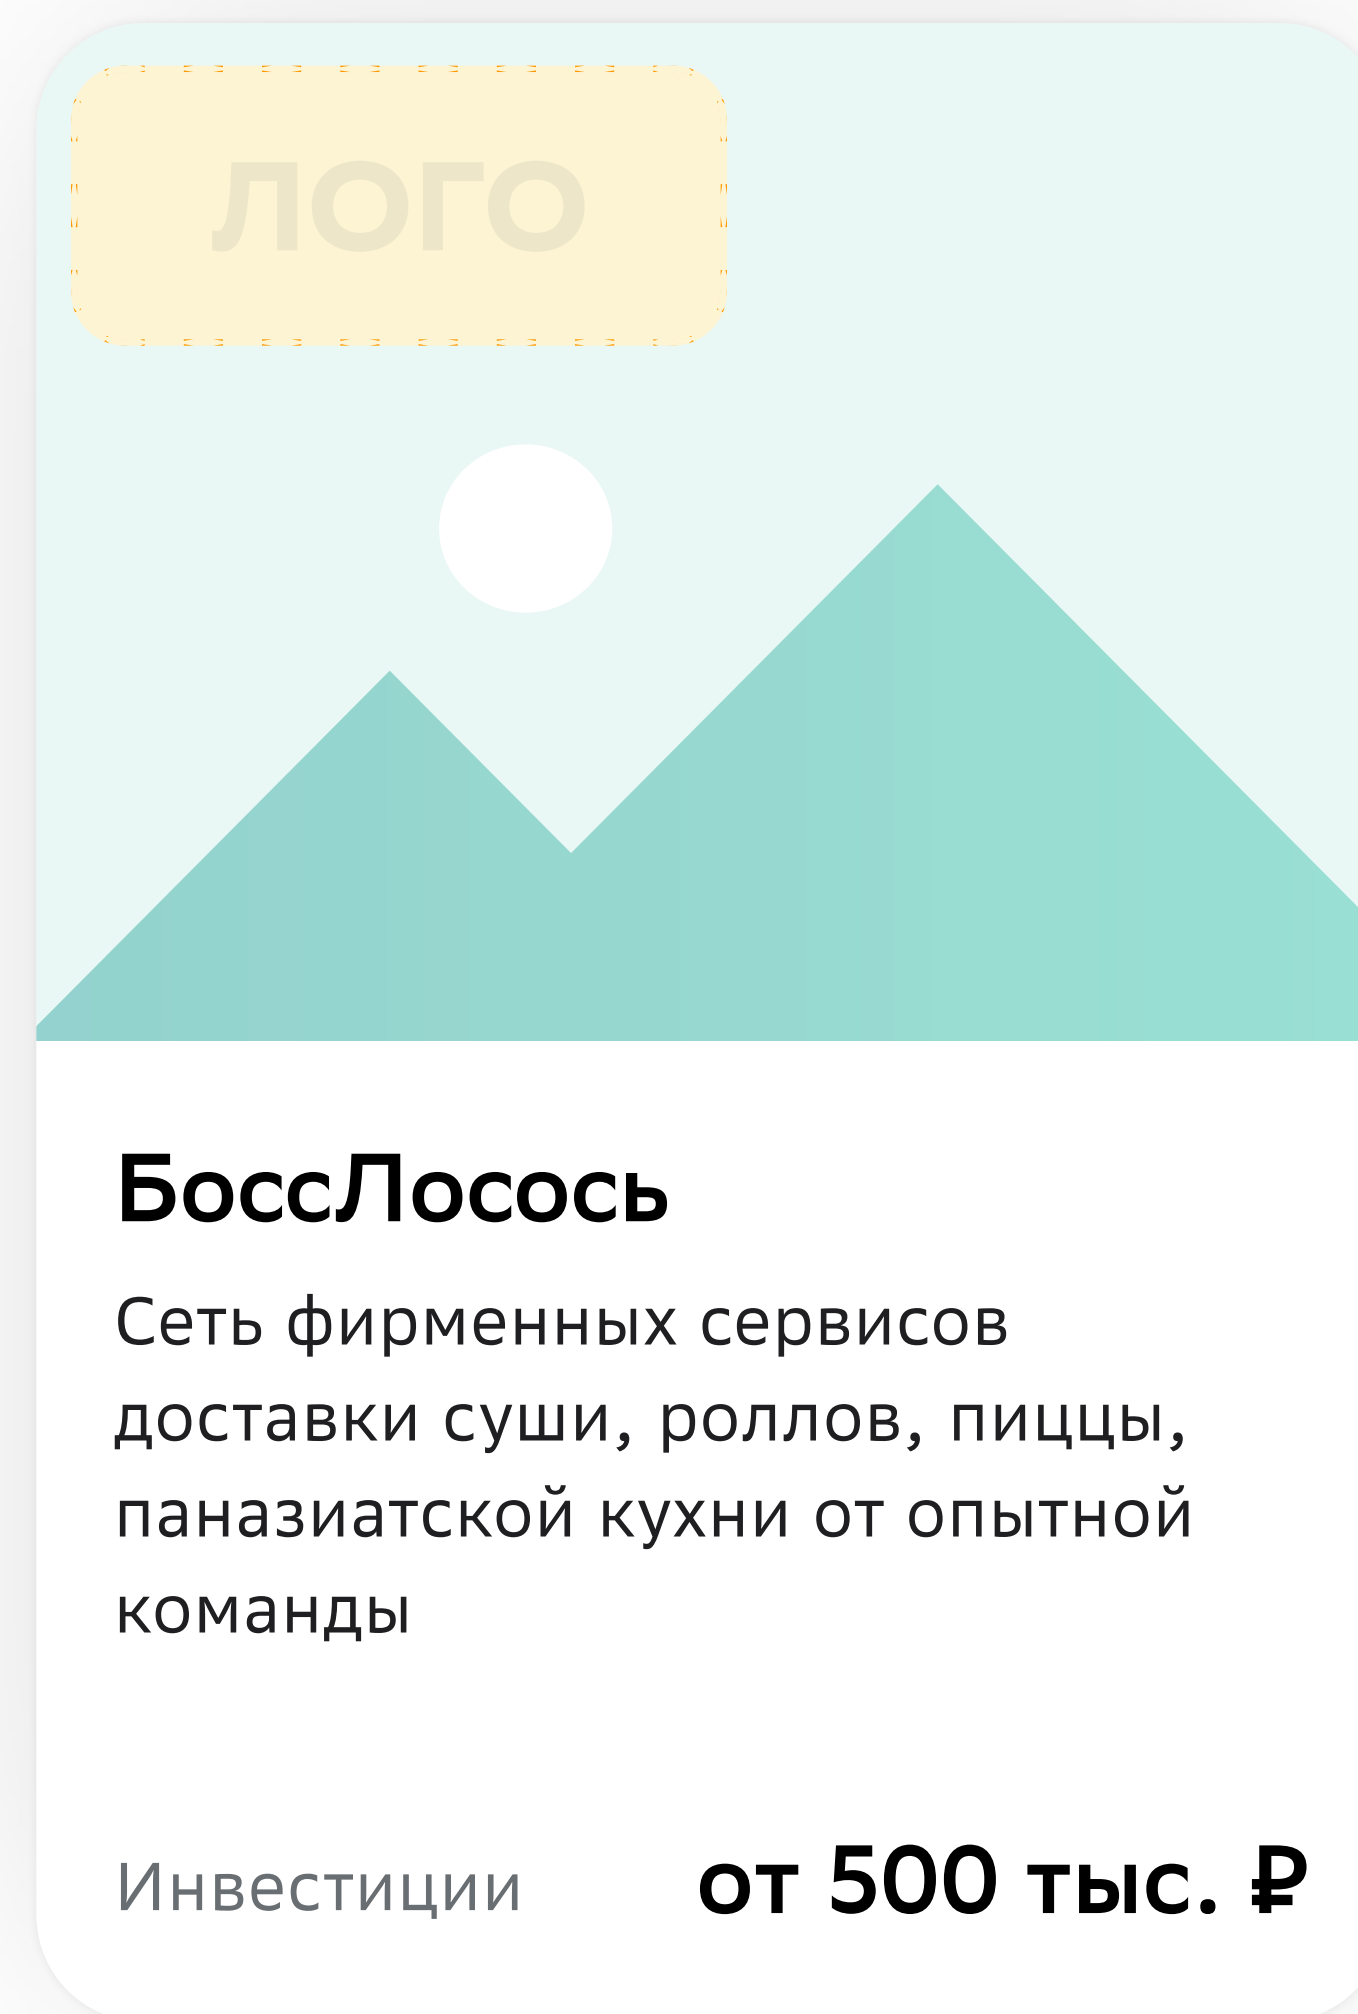 ЛОГО
БоссЛосось
Сеть фирменных сервисов
доставки суши, роллов, пиццы,
паназиатской кухни от опытной
команды
Инвестиции от 500 тыс. ₽